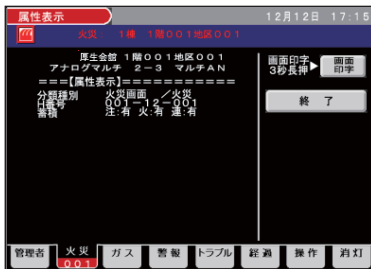 属性表示
12月12日 17:15
火災: 1棟 1階001地区001
厚生会館 1階001地区001
アナログマルチ 2－3 マルチAN
===【属性表示】===========
分類種別 火災画面 ／火災
H番号 001－12－001
蓄積 注:有 火:有 連:有
画面印字
3秒長押▶
画面
印字
終 了
管理者 火災 ガス 警報 トラブル 経過 操作 消灯
001